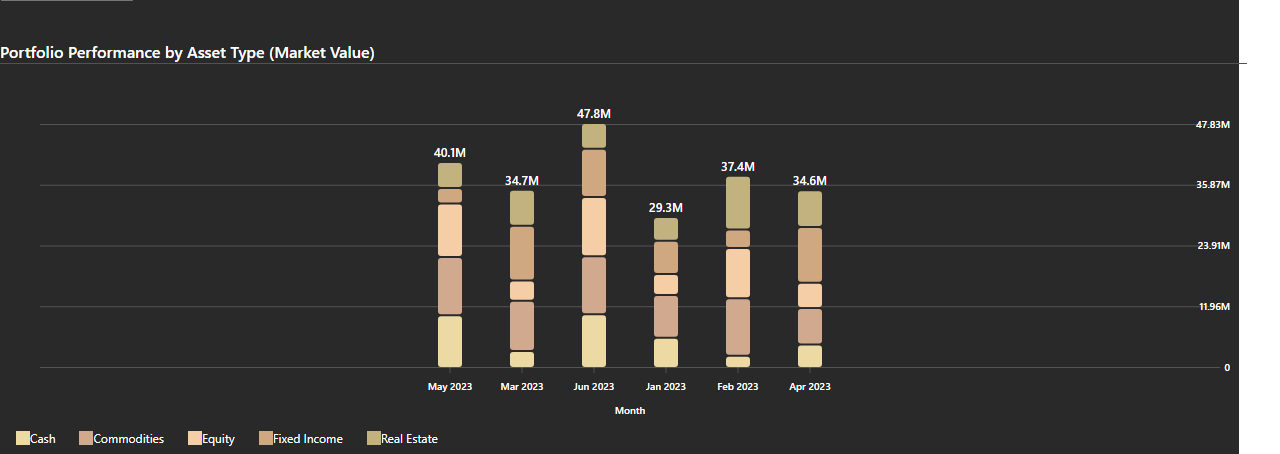 Portfolio Performance by Asset Type (Market Value)
47.8M
47.83M
40.1M
37.4M
34.7M
34.6M
35.87M
29.3M
23.91M
11.96M
0
May 2023 Mar 2023 Jun 2023 Jan 2023 Feb 2023 Apr 2023
Month
Cash Commodities Equity Fixed Income Real Estate